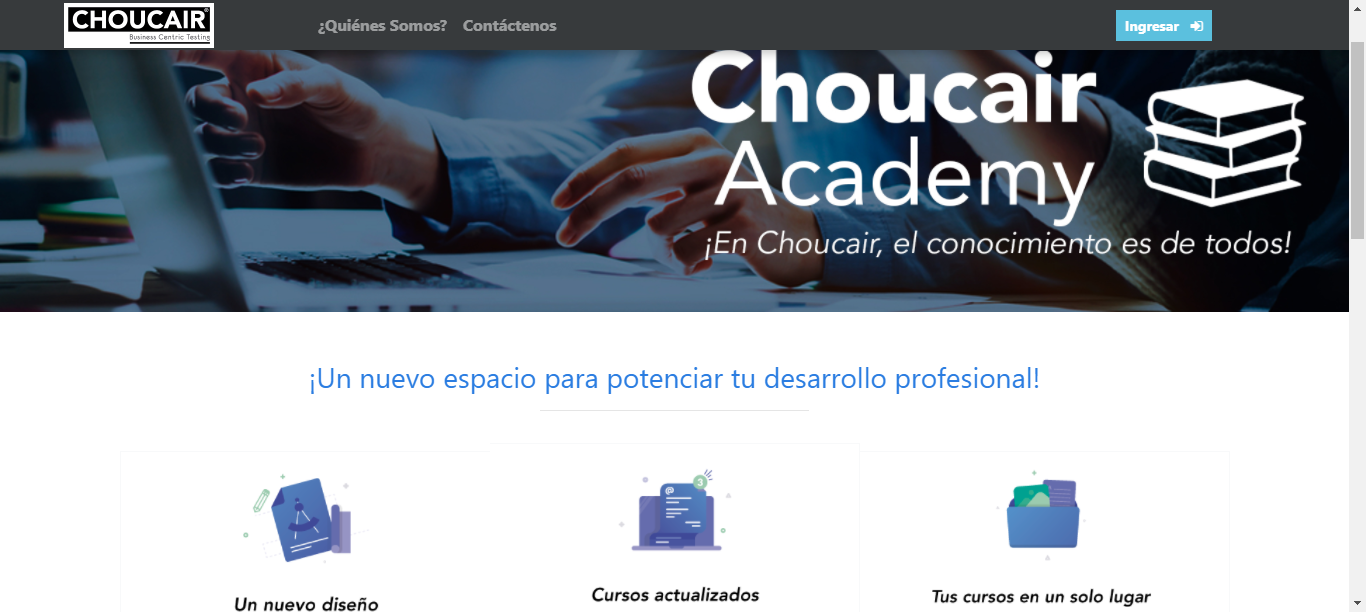 CHOUCAIR®
Business Centric Testing
¿Quiénes Somos? Contáctenos
Ingresar
Choucair
Academy
¡En Choucair, el conocimiento es de todos!
¡Un nuevo espacio para potenciar tu desarrollo profesional!
@
3
Un nuevo diseño
Cursos actualizados
Tus cursos en un solo lugar